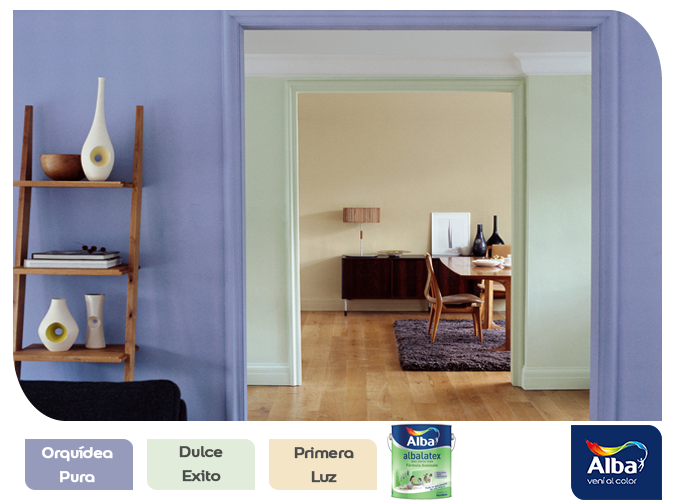 Orquídea
Pura
Dulce
Exito
Primera
Luz
Alba
albalatex
Alba
vení al color